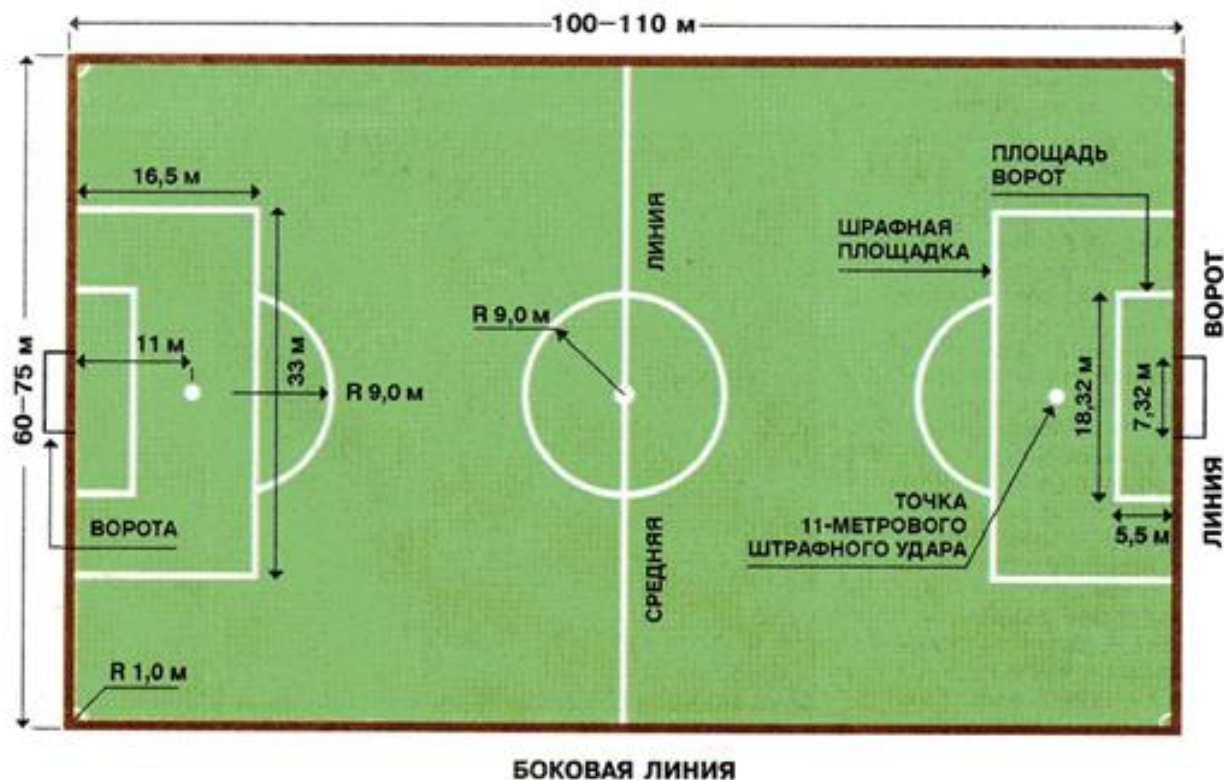 100–110 м
16,5 м
ПЛОЩАДЬ
ВОРОТ
ШРАФНАЯ
ПЛОЩАДКА
ЛИНИЯ
ВОРОТ
R 9,0 м
11 м
33 м
R 9,0 м
60–75 м
18,32 м
7,32 м
ВОРОТА
ТОЧКА
11-МЕТРОВОГО
ШТРАФНОГО УДАРА
5,5 м
ЛИНИЯ
СРЕДНЯЯ
R 1,0 м
БОКОВАЯ ЛИНИЯ